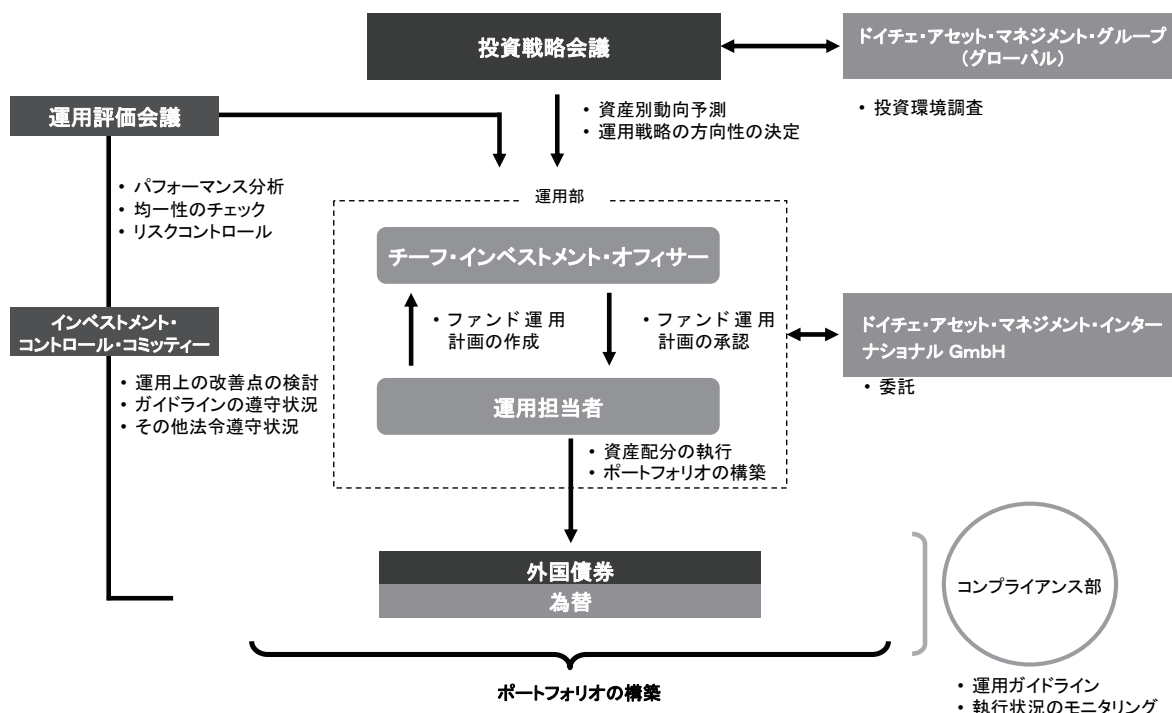 投資戦略会議
ドイチェ・アセット・マネジメント・グループ
(グローバル)
• 投資環境調査
運用評価会議
• 資産別動向予測
• 運用戦略の方向性の決定
• パフォーマンス分析
• 均一性のチェック
• リスクコントロール
運用部
チーフ・インベストメント・オフィサー
• ファンド運用
計画の作成
• ファンド運用
計画の承認
インベストメント・
コントロール・コミッティー
ドイチェ・アセット・マネジメント・インター
ナショナル GmbH
• 委託
• 運用上の改善点の検討
• ガイドラインの遵守状況
• その他法令遵守状況
運用担当者
• 資産配分の執行
• ポートフォリオの構築
外国債券
為替
コンプライアンス部
ポートフォリオの構築
• 運用ガイドライン
• 執行状況のモニタリング